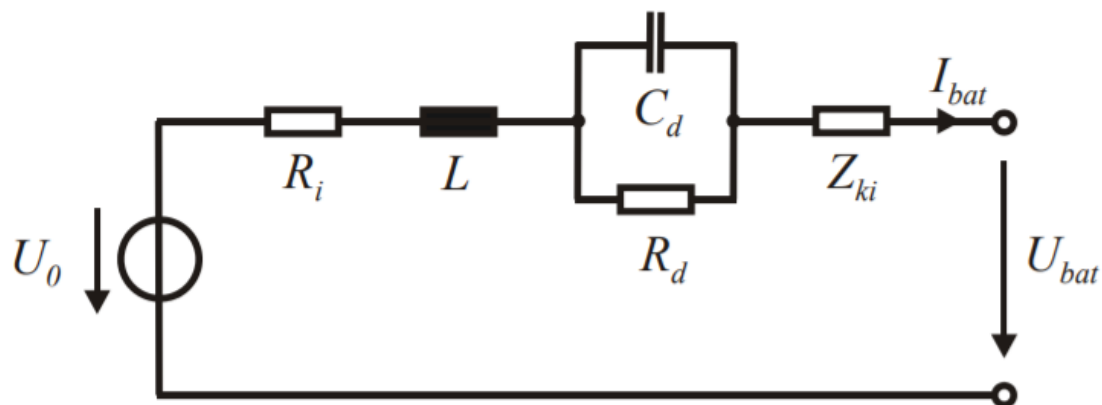 C_d
I_bat
R_i
L
Z_ki
R_d
U_0
U_bat